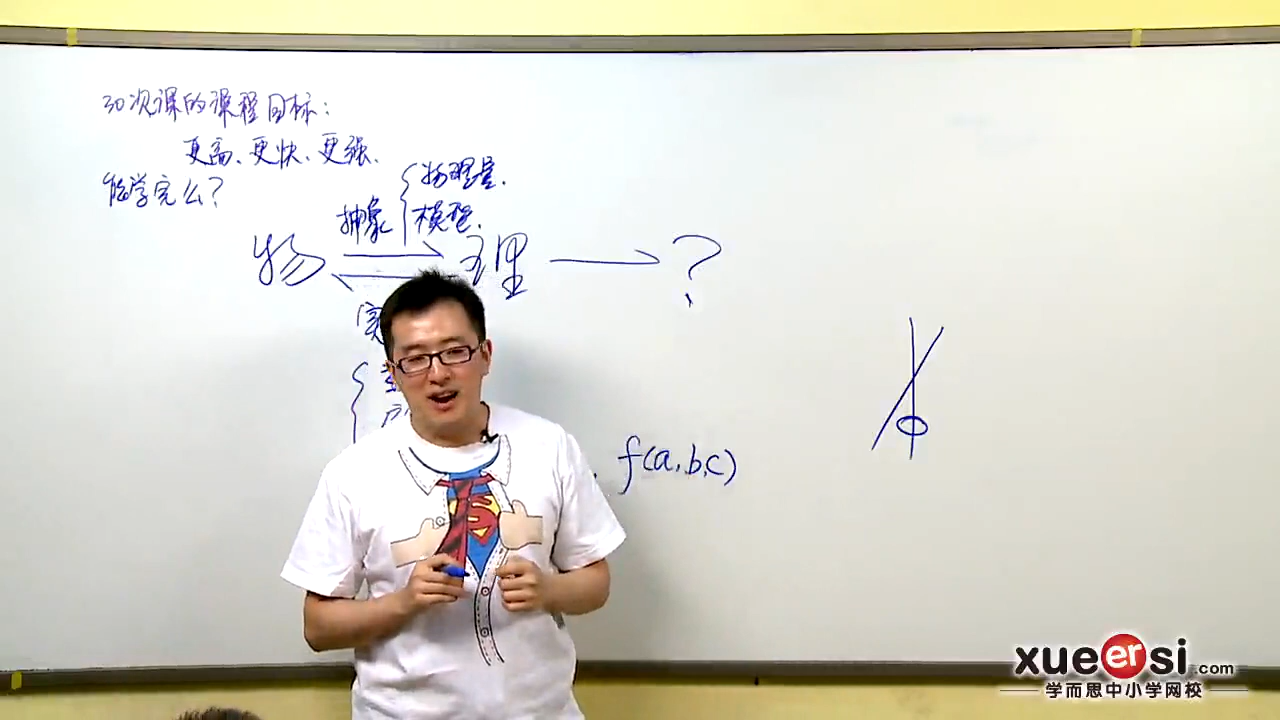 30次课的课程目标:
更高、更快、更强.
能学完么?
物理量.
抽象
模型.
物 理 ?
实
f(a,b,c)
xueersi.com
学而思中小学网校